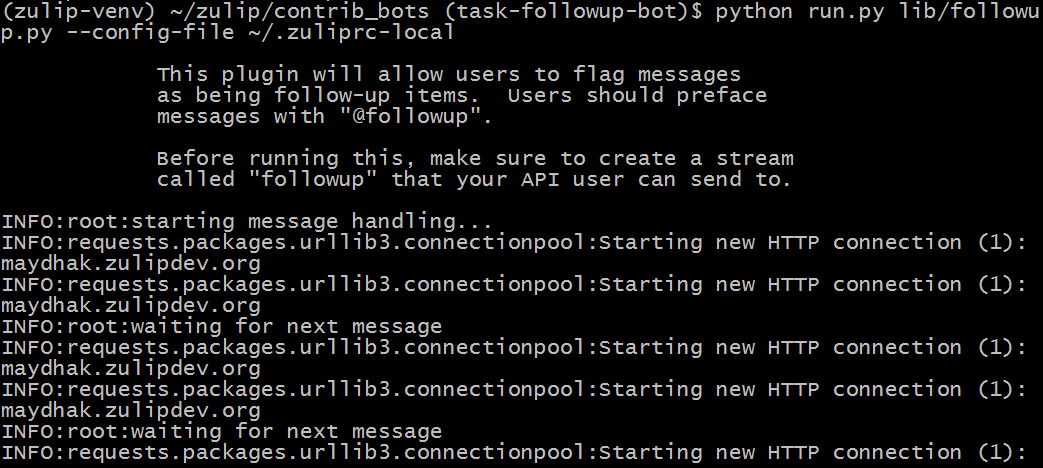 (zulip-venv) ~/zulip/contrib_bots (task-followup-bot)$ python run.py lib/followu
p.py --config-file ~/.zuliprc-local
This plugin will allow users to flag messages
as being follow-up items.  Users should preface
messages with "@followup".
Before running this, make sure to create a stream
called "followup" that your API user can send to.
INFO:root:starting message handling...
INFO:requests.packages.urllib3.connectionpool:Starting new HTTP connection (1):
maydhak.zulipdev.org
INFO:requests.packages.urllib3.connectionpool:Starting new HTTP connection (1):
maydhak.zulipdev.org
INFO:root:waiting for next message
INFO:requests.packages.urllib3.connectionpool:Starting new HTTP connection (1):
maydhak.zulipdev.org
INFO:requests.packages.urllib3.connectionpool:Starting new HTTP connection (1):
maydhak.zulipdev.org
INFO:root:waiting for next message
INFO:requests.packages.urllib3.connectionpool:Starting new HTTP connection (1):